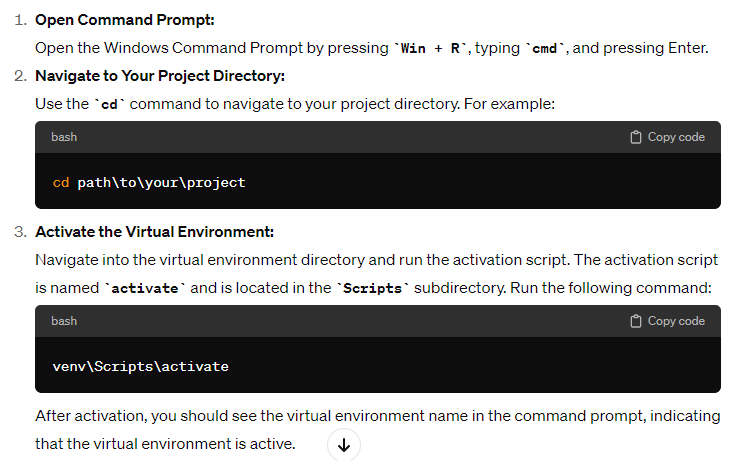 1. Open Command Prompt:
Open the Windows Command Prompt by pressing `Win + R`, typing `cmd`, and pressing Enter.
2. Navigate to Your Project Directory:
Use the `cd` command to navigate to your project directory. For example:
bash
Copy code
cd path\to\your\project
3. Activate the Virtual Environment:
Navigate into the virtual environment directory and run the activation script. The activation script
is named `activate` and is located in the `Scripts` subdirectory. Run the following command:
bash
Copy code
venv\Scripts\activate
After activation, you should see the virtual environment name in the command prompt, indicating
that the virtual environment is active.